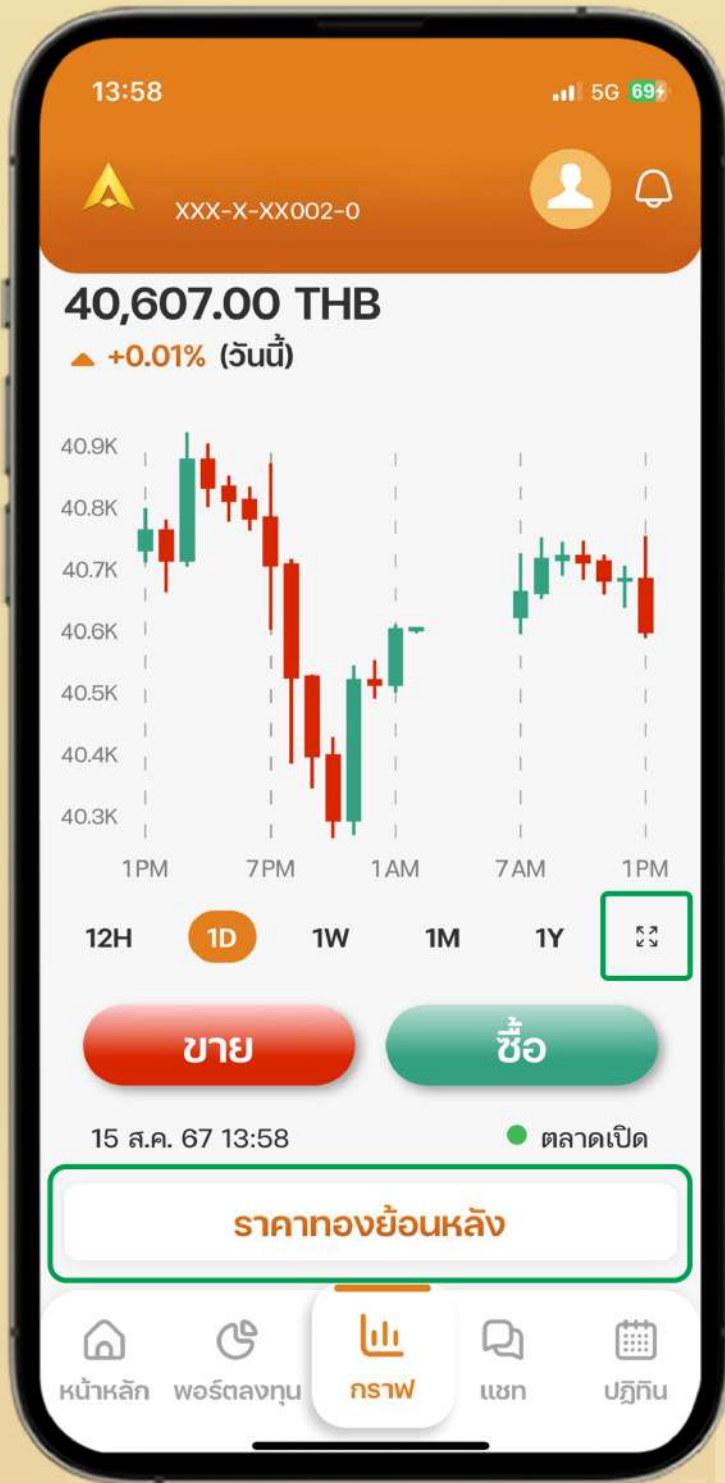 13:58 5G 69
XXX-X-XX002-0
40,607.00 THB
+0.01% (วันนี้)
40.9K
40.8K
40.7K
40.6K
40.5K
40.4K
40.3K
1PM 7PM 1AM 7AM 1PM
12H 1D 1W 1M 1Y
ขาย ซื้อ
15 ส.ค. 67 13:58 ตลาดเปิด
ราคาทองย้อนหลัง
หน้าหลัก พอร์ตลงทุน กราฟ แชท ปฏิทิน